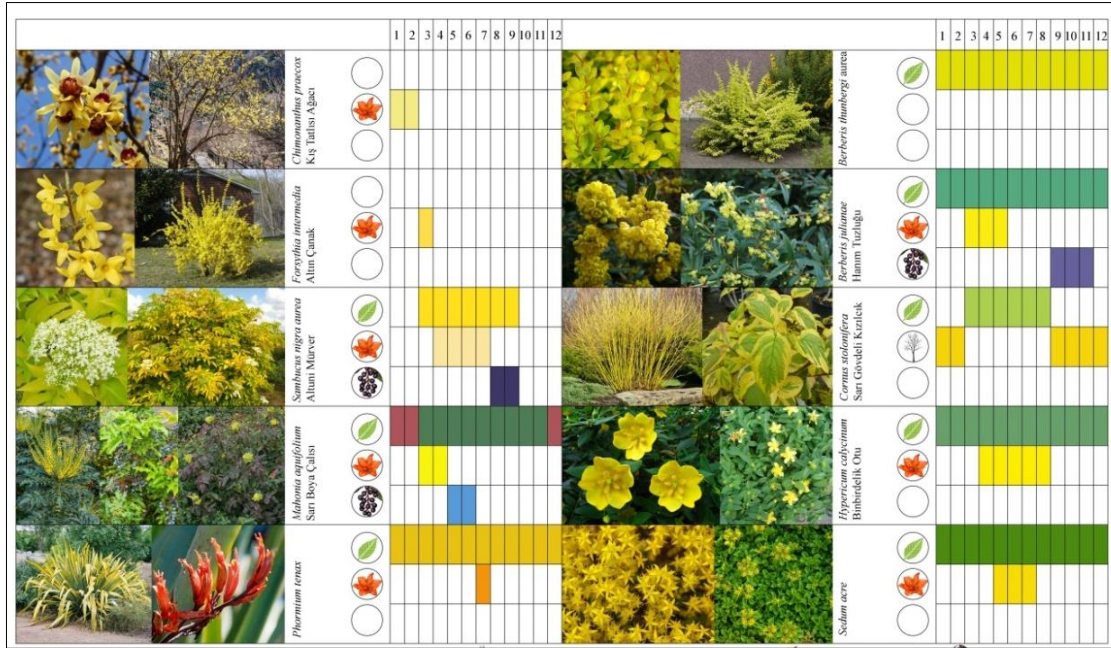 1 2 3 4 5 6 7 8 9 10 11 12
1 2 3 4 5 6 7 8 9 10 11 12
Chimonanthus praecox
Kış Tatlısı Ağacı
Forsythia intermedia
Altın Çanak
Sambucus nigra aurea
Altuni Mürver
Mahonia aquifolium
Sarı Boya Çalısı
Phormium tenax
Berberis thunbergi aurea
Berberis julianae
Hanım Tuzluğu
Cornus stolonifera
Sarı Gövdeli Kızılcık
Hypericum calycinum
Binbirdelik Otu
Sedum acre